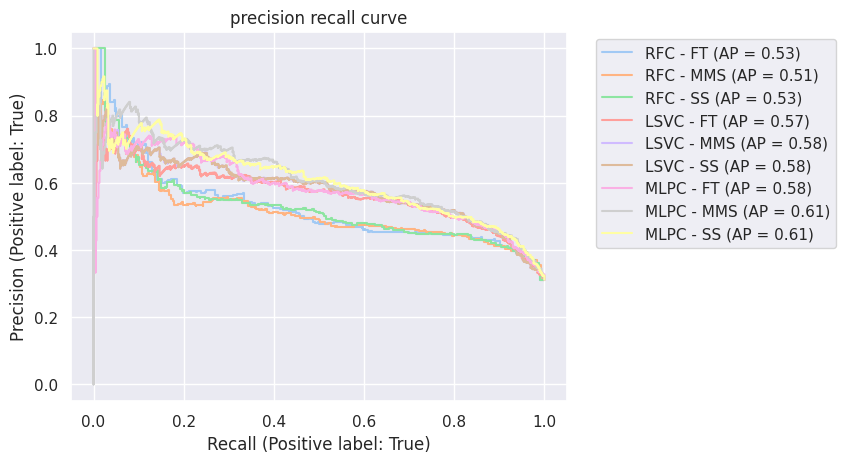 precision recall curve
Precision (Positive label: True)
1.0
0.8
0.6
0.4
0.2
0.0
0.0 0.2 0.4 0.6 0.8 1.0
Recall (Positive label: True)
RFC - FT (AP = 0.53)
RFC - MMS (AP = 0.51)
RFC - SS (AP = 0.53)
LSVC - FT (AP = 0.57)
LSVC - MMS (AP = 0.58)
LSVC - SS (AP = 0.58)
MLPC - FT (AP = 0.58)
MLPC - MMS (AP = 0.61)
MLPC - SS (AP = 0.61)